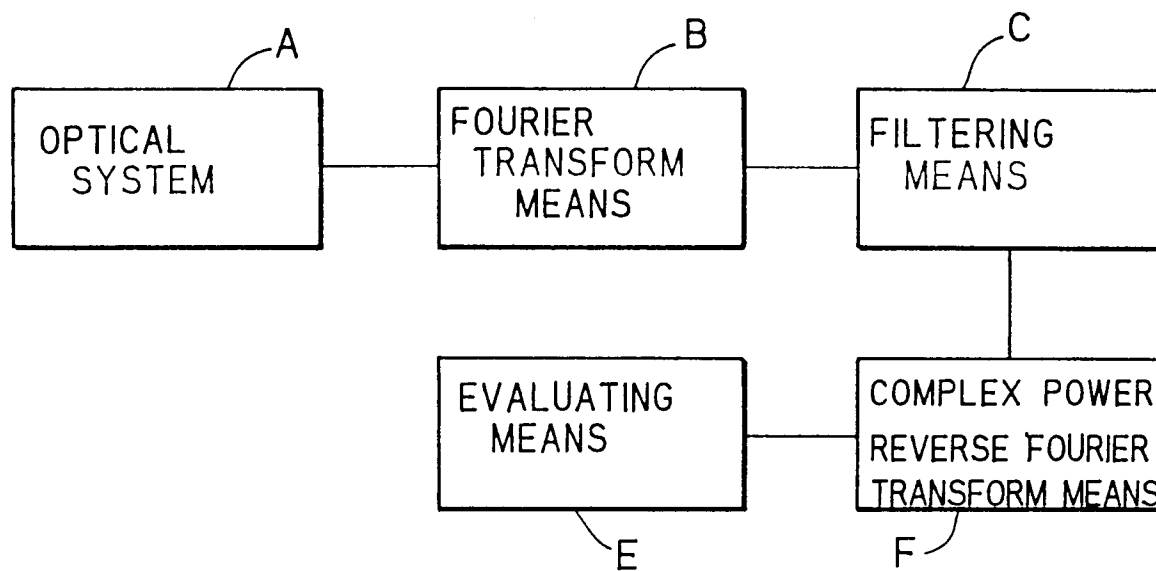 A
B
C
OPTICAL
SYSTEM
FOURIER
TRANSFORM
MEANS
FILTERING
MEANS
EVALUATING
MEANS
COMPLEX POWER
REVERSE FOURIER
TRANSFORM MEANS
E
F